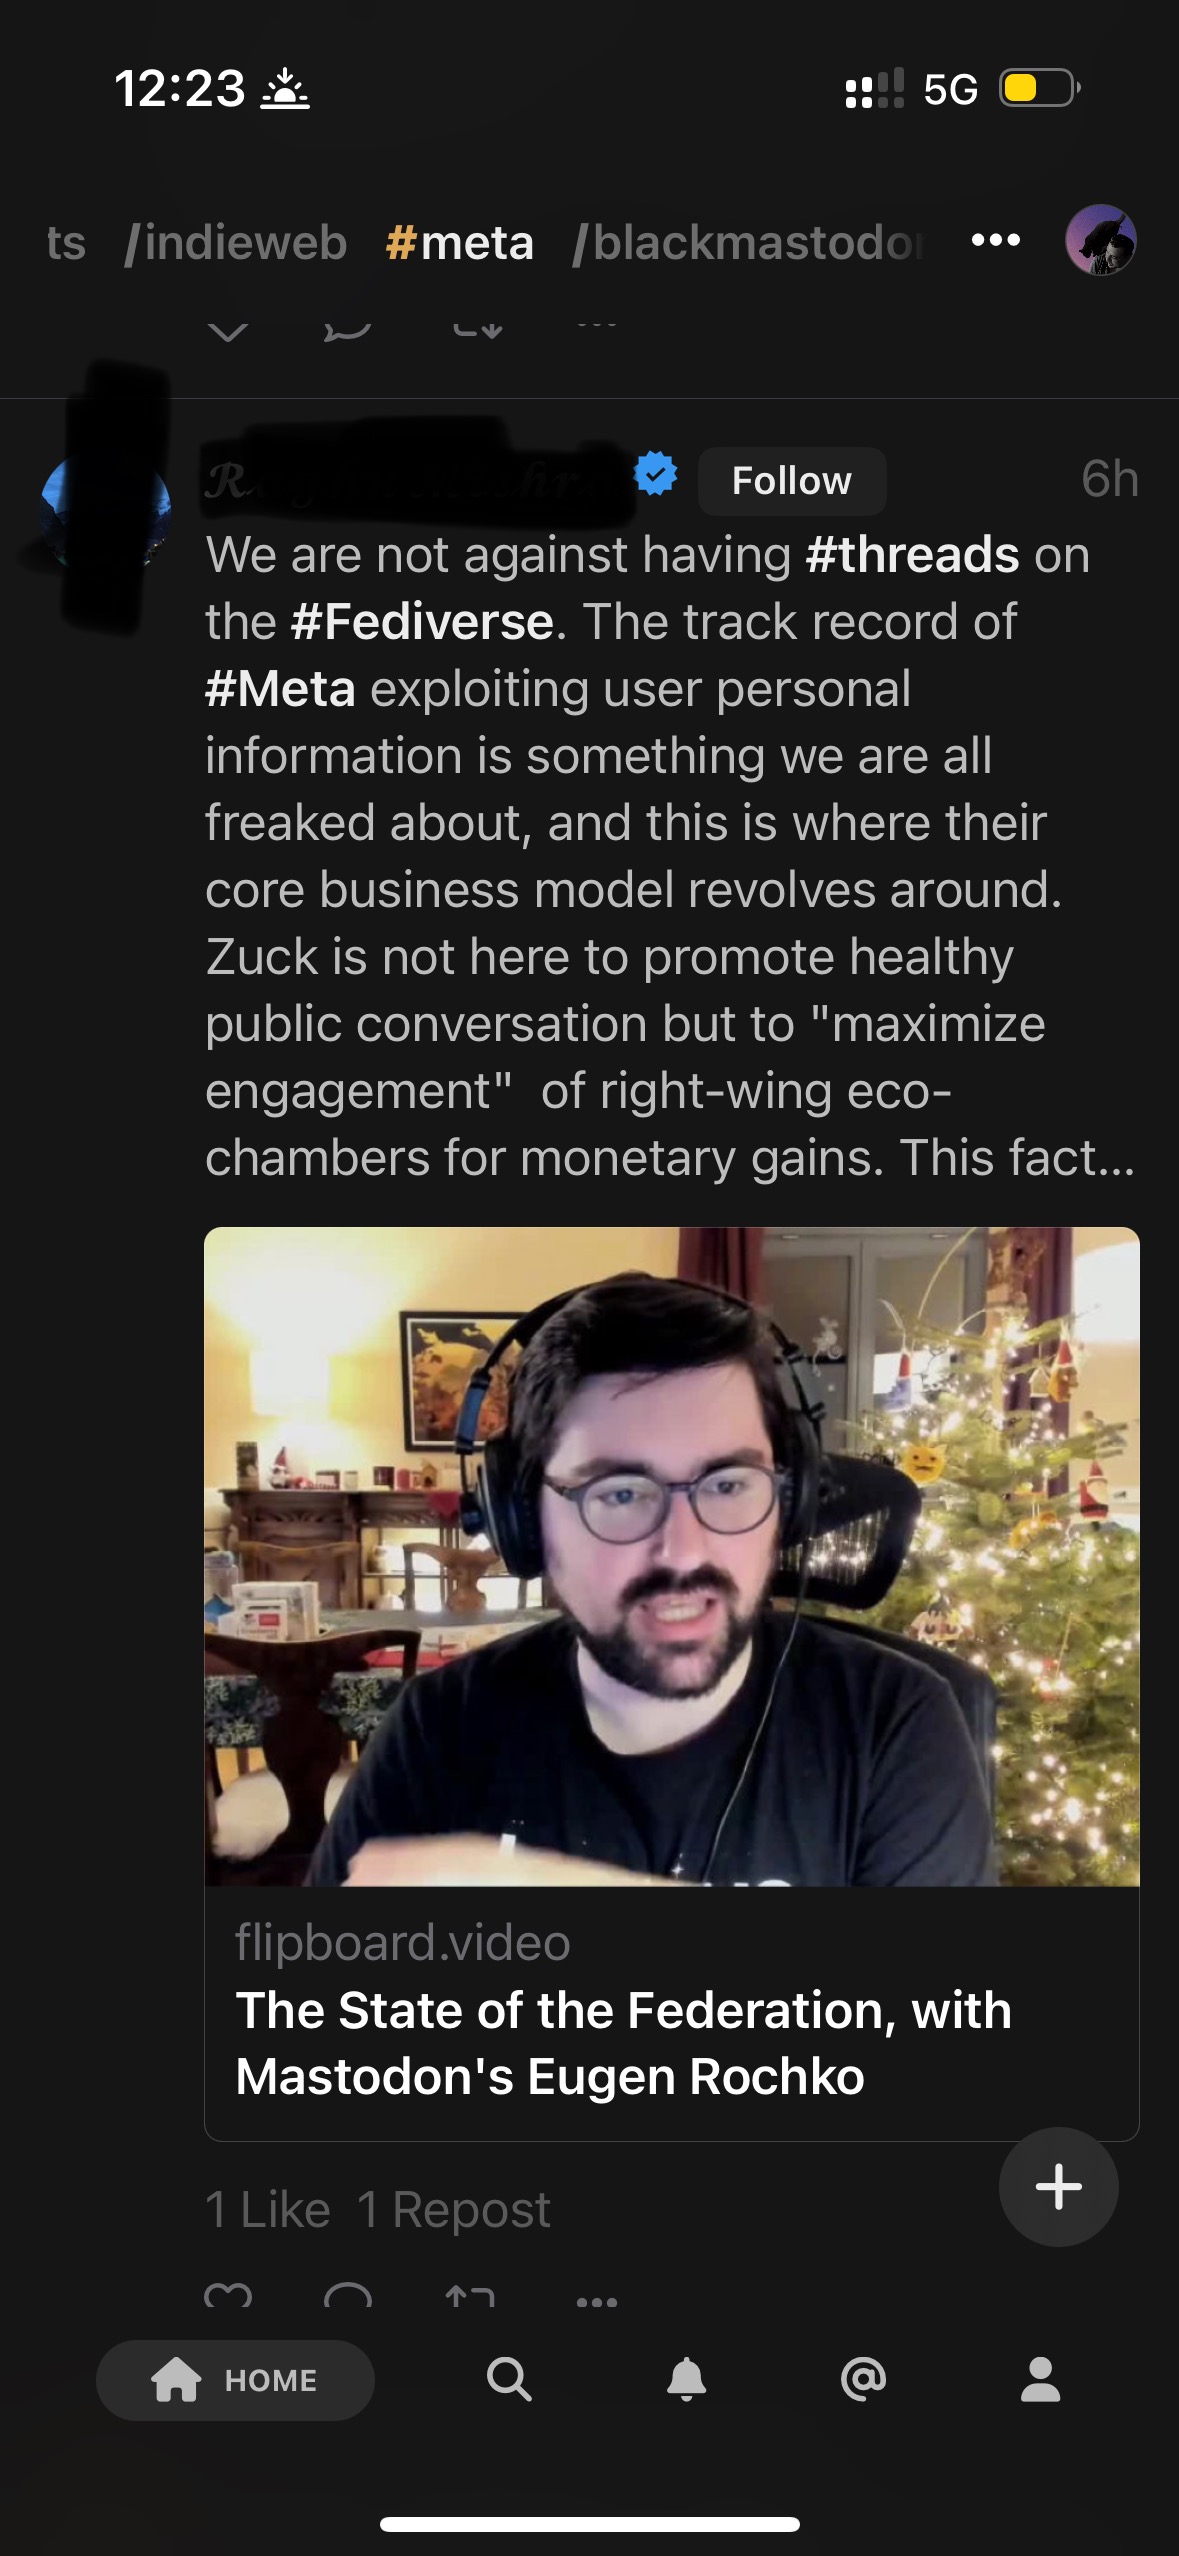 12:23
5G
ts /indieweb #meta /blackmastodon
Follow
6h
We are not against having #threads on
the #Fediverse. The track record of
#Meta exploiting user personal
information is something we are all
freaked about, and this is where their
core business model revolves around.
Zuck is not here to promote healthy
public conversation but to "maximize
engagement"  of right-wing eco-
chambers for monetary gains. This fact...
flipboard.video
The State of the Federation, with
Mastodon's Eugen Rochko
1 Like 1 Repost
HOME